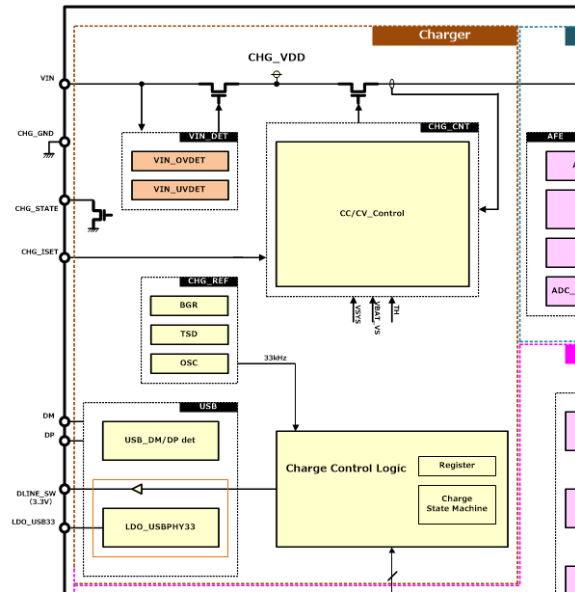 Charger
CHG_VDD
VIN
VIN_DET
CHG_CNT
CHG_GND
AFE
VIN_OVDET
VIN_UVDET
CC/CV_Control
CHG_STATE
CHG_ISET
CHG_REF
BGR
TSD
OSC
VSYS
VBAT_VS
TH
ADC_
33kHz
USB
DM
DP
USB_DM/DP det
Charge Control Logic
Register
Charge
State Machine
DLINE_SW
(3.3V)
LDO_USB33
LDO_USBPHY33